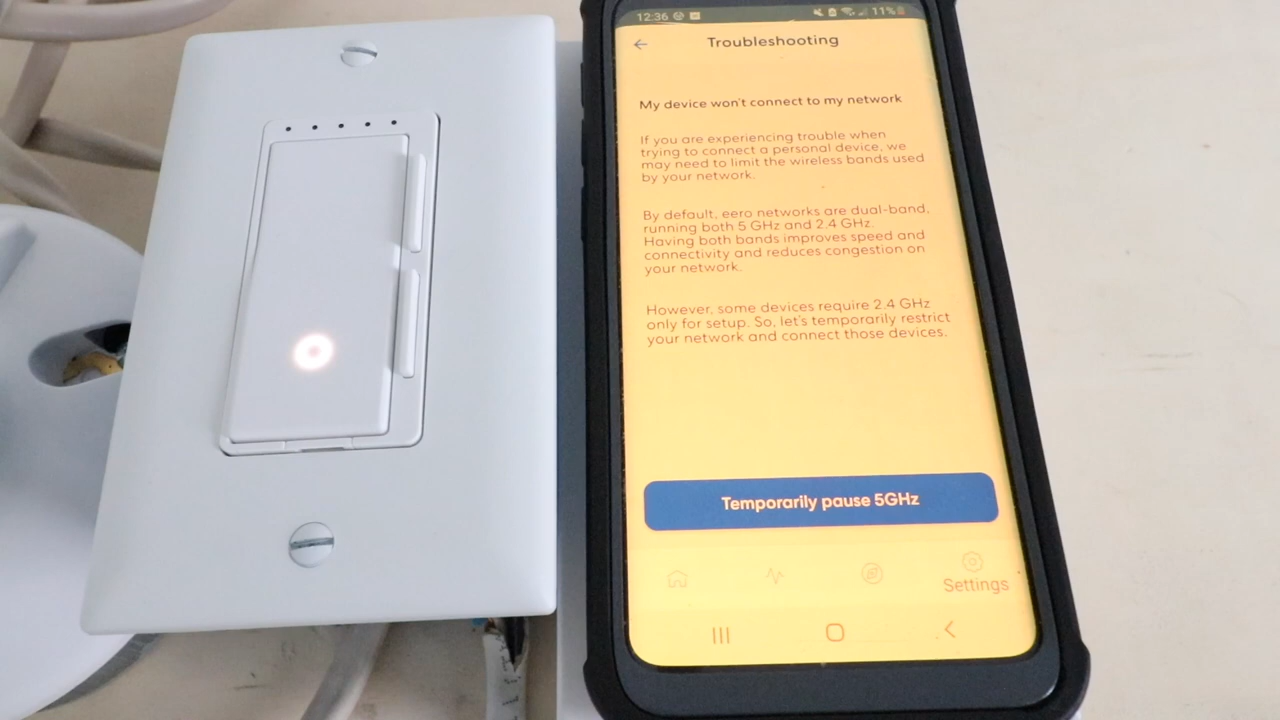 12:36
11%
Troubleshooting
My device won't connect to my network
If you are experiencing trouble when
trying to connect a personal device, we
may need to limit the wireless bands used
by your network.
By default, eero networks are dual-band,
running both 5 GHz and 2.4 GHz.
Having both bands improves speed and
connectivity and reduces congestion on
your network.
However, some devices require 2.4 GHz
only for setup. So, let's temporarily restrict
your network and connect those devices.
Temporarily pause 5GHz
Settings